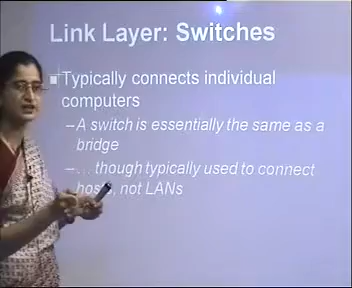 Link Layer: Switches
Typically connects individual
computers
–A switch is essentially the same as a
bridge
–… though typically used to connect
hosts, not LANs